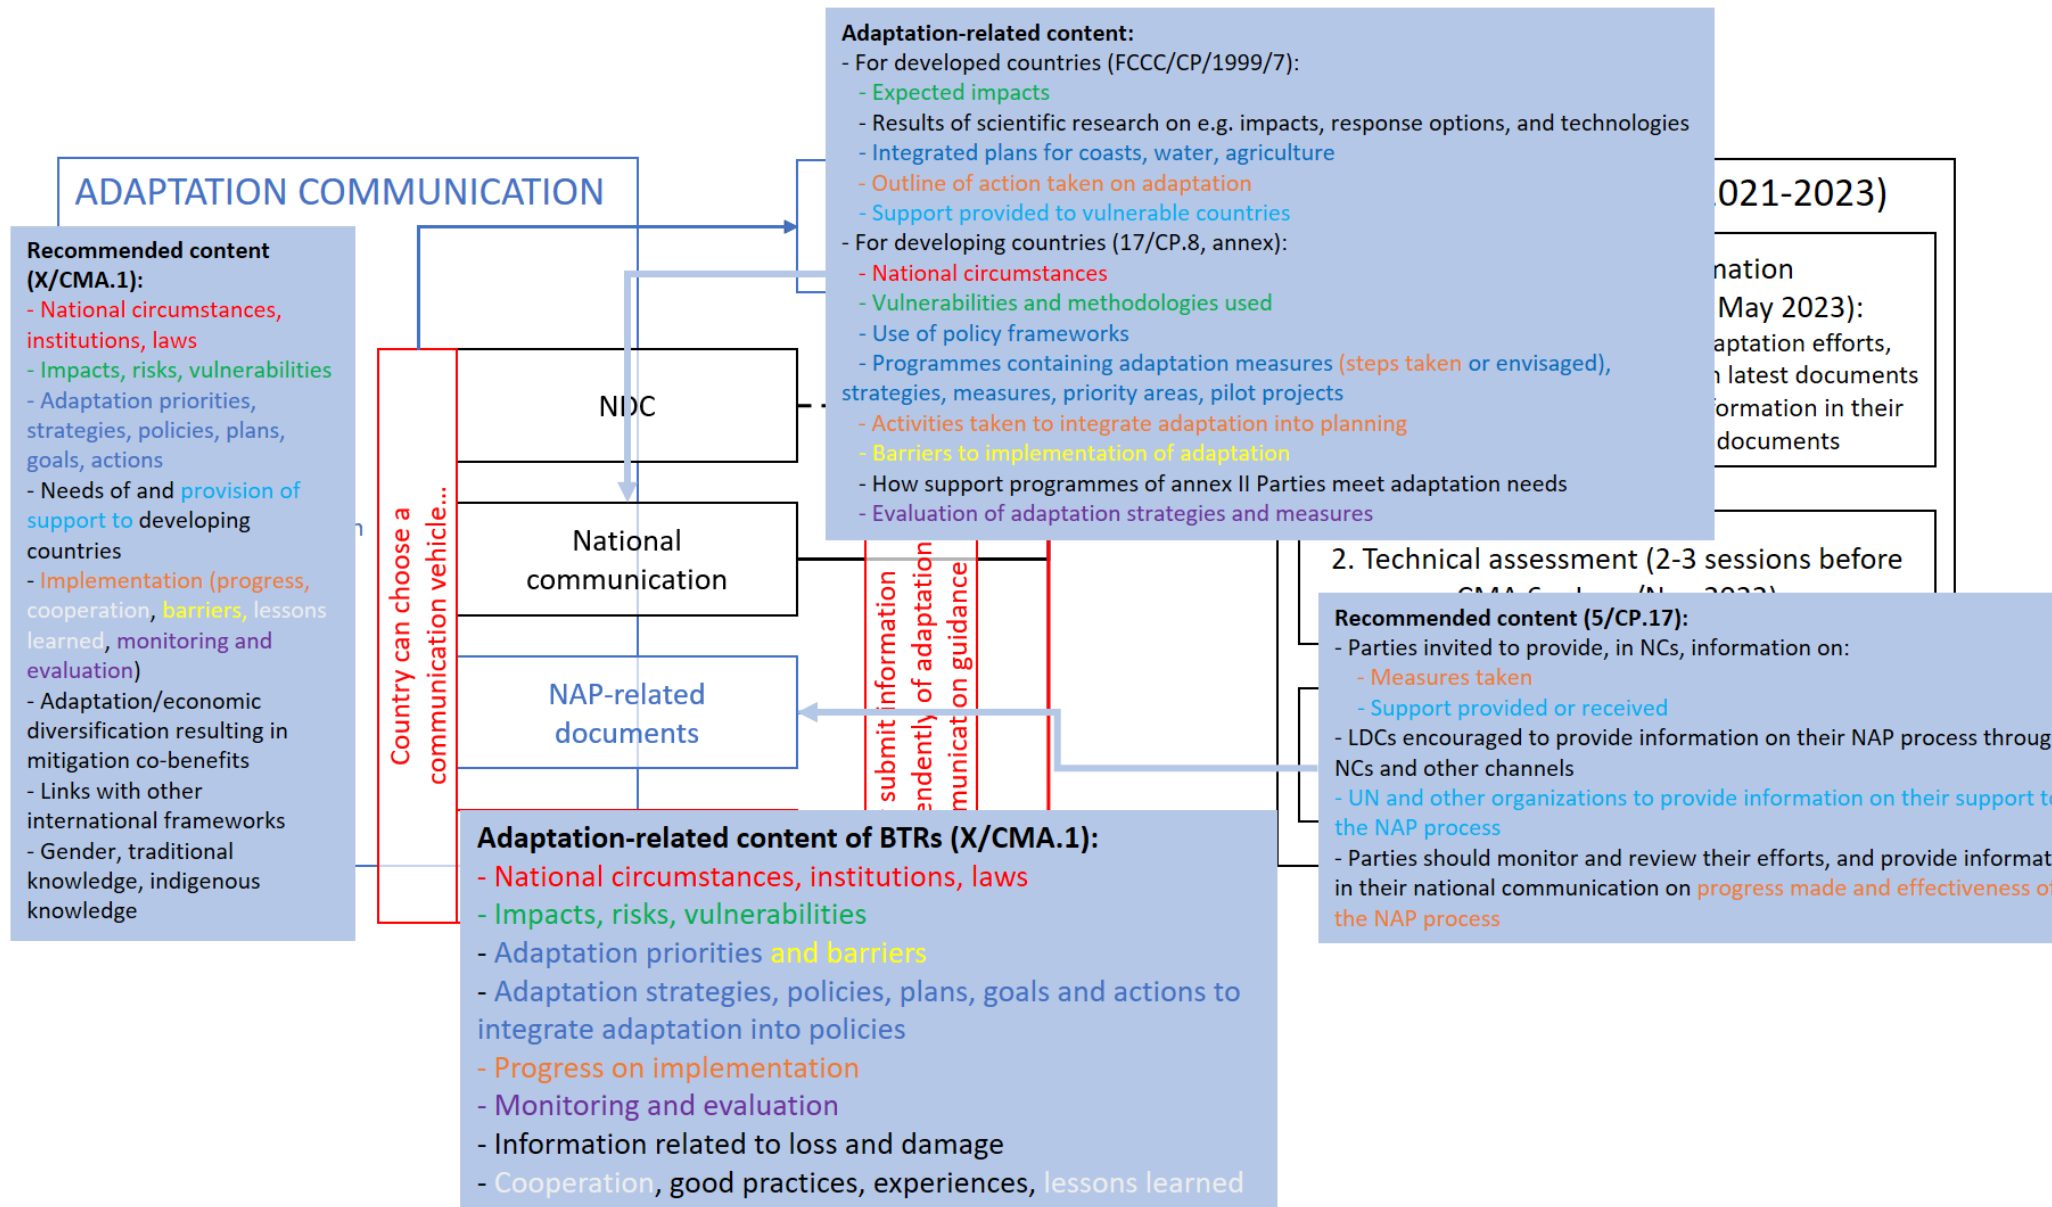 ADAPTATION COMMUNICATION
Recommended content
(X/CMA.1):
- National circumstances,
institutions, laws
- Impacts, risks, vulnerabilities
- Adaptation priorities,
strategies, policies, plans,
goals, actions
- Needs of and provision of
support to developing
countries
- Implementation (progress,
cooperation, barriers, lessons
learned, monitoring and
evaluation)
- Adaptation/economic
diversification resulting in
mitigation co-benefits
- Links with other
international frameworks
- Gender, traditional
knowledge, indigenous
knowledge
Country can choose a
communication vehicle...
NDC
National
communication
NAP-related
documents
Adaptation-related content:
- For developed countries (FCCC/CP/1999/7):
- Expected impacts
- Results of scientific research on e.g. impacts, response options, and technologies
- Integrated plans for coasts, water, agriculture
- Outline of action taken on adaptation
- Support provided to vulnerable countries
- For developing countries (17/CP.8, annex):
- National circumstances
- Vulnerabilities and methodologies used
- Use of policy frameworks
- Programmes containing adaptation measures (steps taken or envisaged),
strategies, measures, priority areas, pilot projects
- Activities taken to integrate adaptation into planning
- Barriers to implementation of adaptation
- How support programmes of annex II Parties meet adaptation needs
- Evaluation of adaptation strategies and measures
submit information
of adaptation
guidance
021-2023)
May 2023):
efforts,
latest documents
in their
documents
2. Technical assessment (2-3 sessions before
Recommended content (5/CP.17):
- Parties invited to provide, in NCs, information on:
- Measures taken
- Support provided or received
- LDCs encouraged to provide information on their NAP process
NCs and other channels
- UN and other organizations to provide information on their support
the NAP process
- Parties should monitor and review their efforts, and provide
in their national communication on progress made and effectiveness
the NAP process
Adaptation-related content of BTRs (X/CMA.1):
- National circumstances, institutions, laws
- Impacts, risks, vulnerabilities
- Adaptation priorities and barriers
- Adaptation strategies, policies, plans, goals and actions to
integrate adaptation into policies
- Progress on implementation
- Monitoring and evaluation
- Information related to loss and damage
- Cooperation, good practices, experiences, lessons learned